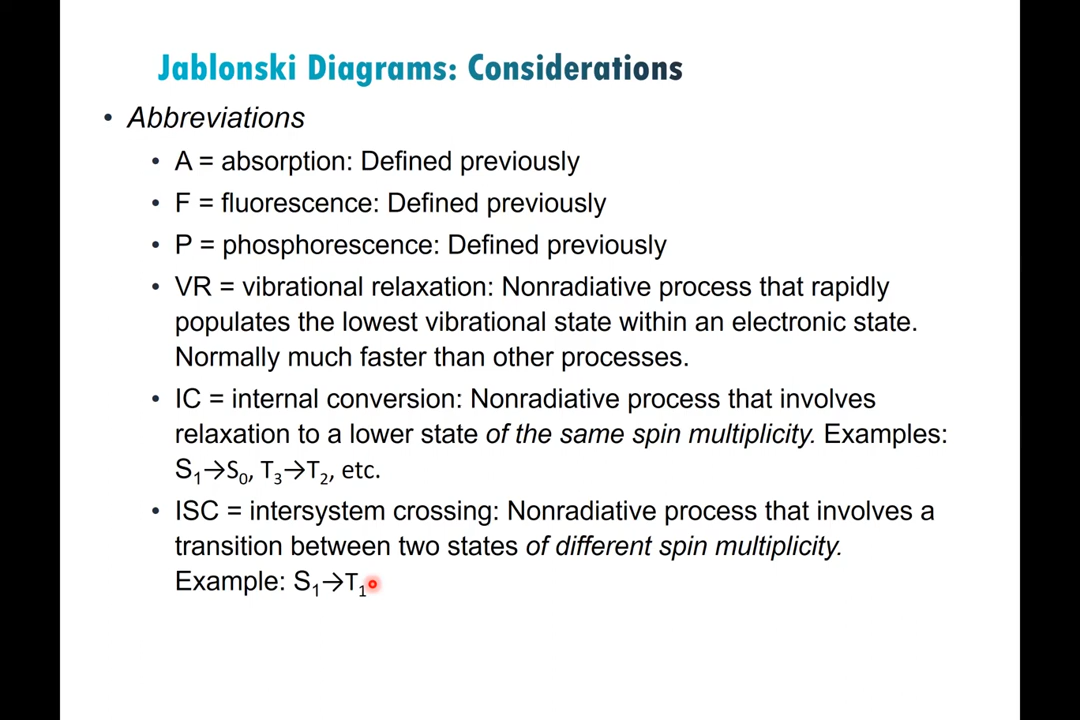 Jablonski Diagrams: Considerations
• Abbreviations
• A = absorption: Defined previously
• F = fluorescence: Defined previously
• P = phosphorescence: Defined previously
• VR = vibrational relaxation: Nonradiative process that rapidly
populates the lowest vibrational state within an electronic state.
Normally much faster than other processes.
• IC = internal conversion: Nonradiative process that involves
relaxation to a lower state of the same spin multiplicity. Examples:
S₁→S₀, T₃→T₂, etc.
• ISC = intersystem crossing: Nonradiative process that involves a
transition between two states of different spin multiplicity.
Example: S₁→T₁